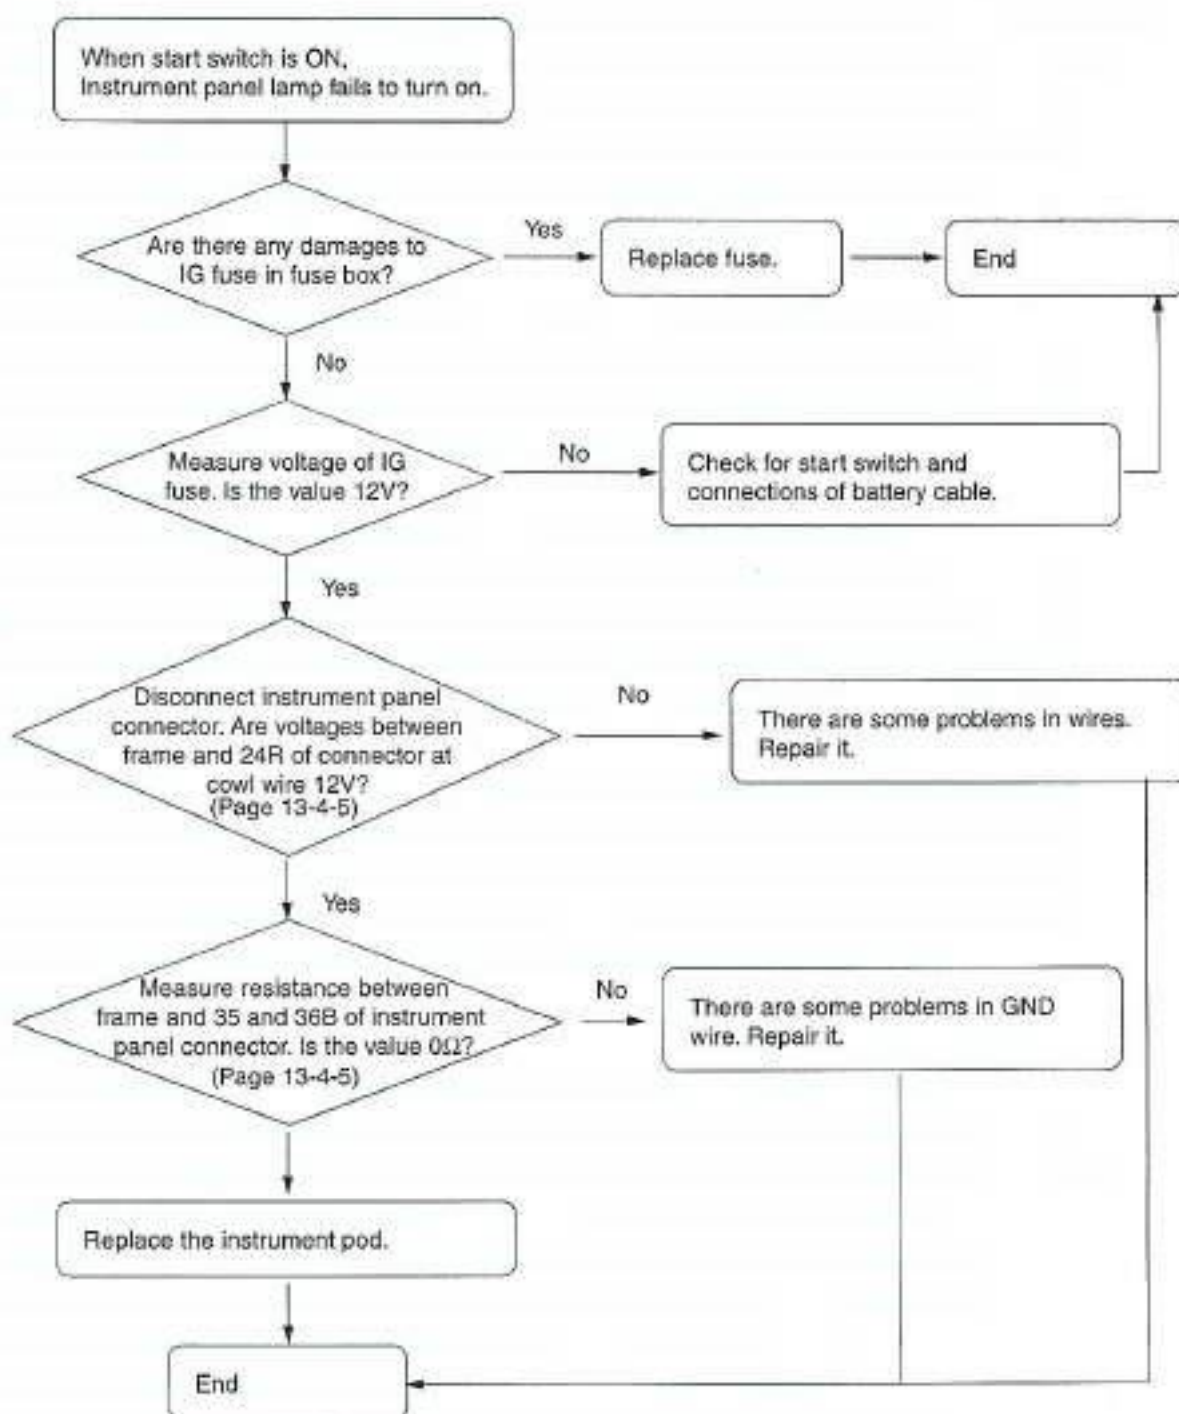 When start switch is ON,
Instrument panel lamp fails to turn on.
Are there any damages to
IG fuse in fuse box?
Yes
Replace fuse.
End
No
Measure voltage of IG
fuse. Is the value 12V?
No
Check for start switch and
connections of battery cable.
Yes
Disconnect instrument panel
connector. Are voltages between
frame and 24R of connector at
cowl wire 12V?
(Page 13-4-5)
No
There are some problems in wires.
Repair it.
Yes
Measure resistance between
frame and 35 and 36B of instrument
panel connector. Is the value 0Ω?
(Page 13-4-5)
No
There are some problems in GND
wire. Repair it.
Replace the instrument pod.
End